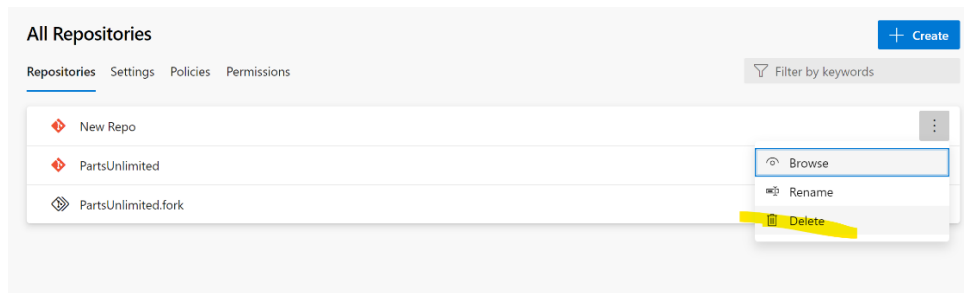 All Repositories
Create
Repositories Settings Policies Permissions
Filter by keywords
New Repo
PartsUnlimited
PartsUnlimited.fork
Browse
Rename
Delete